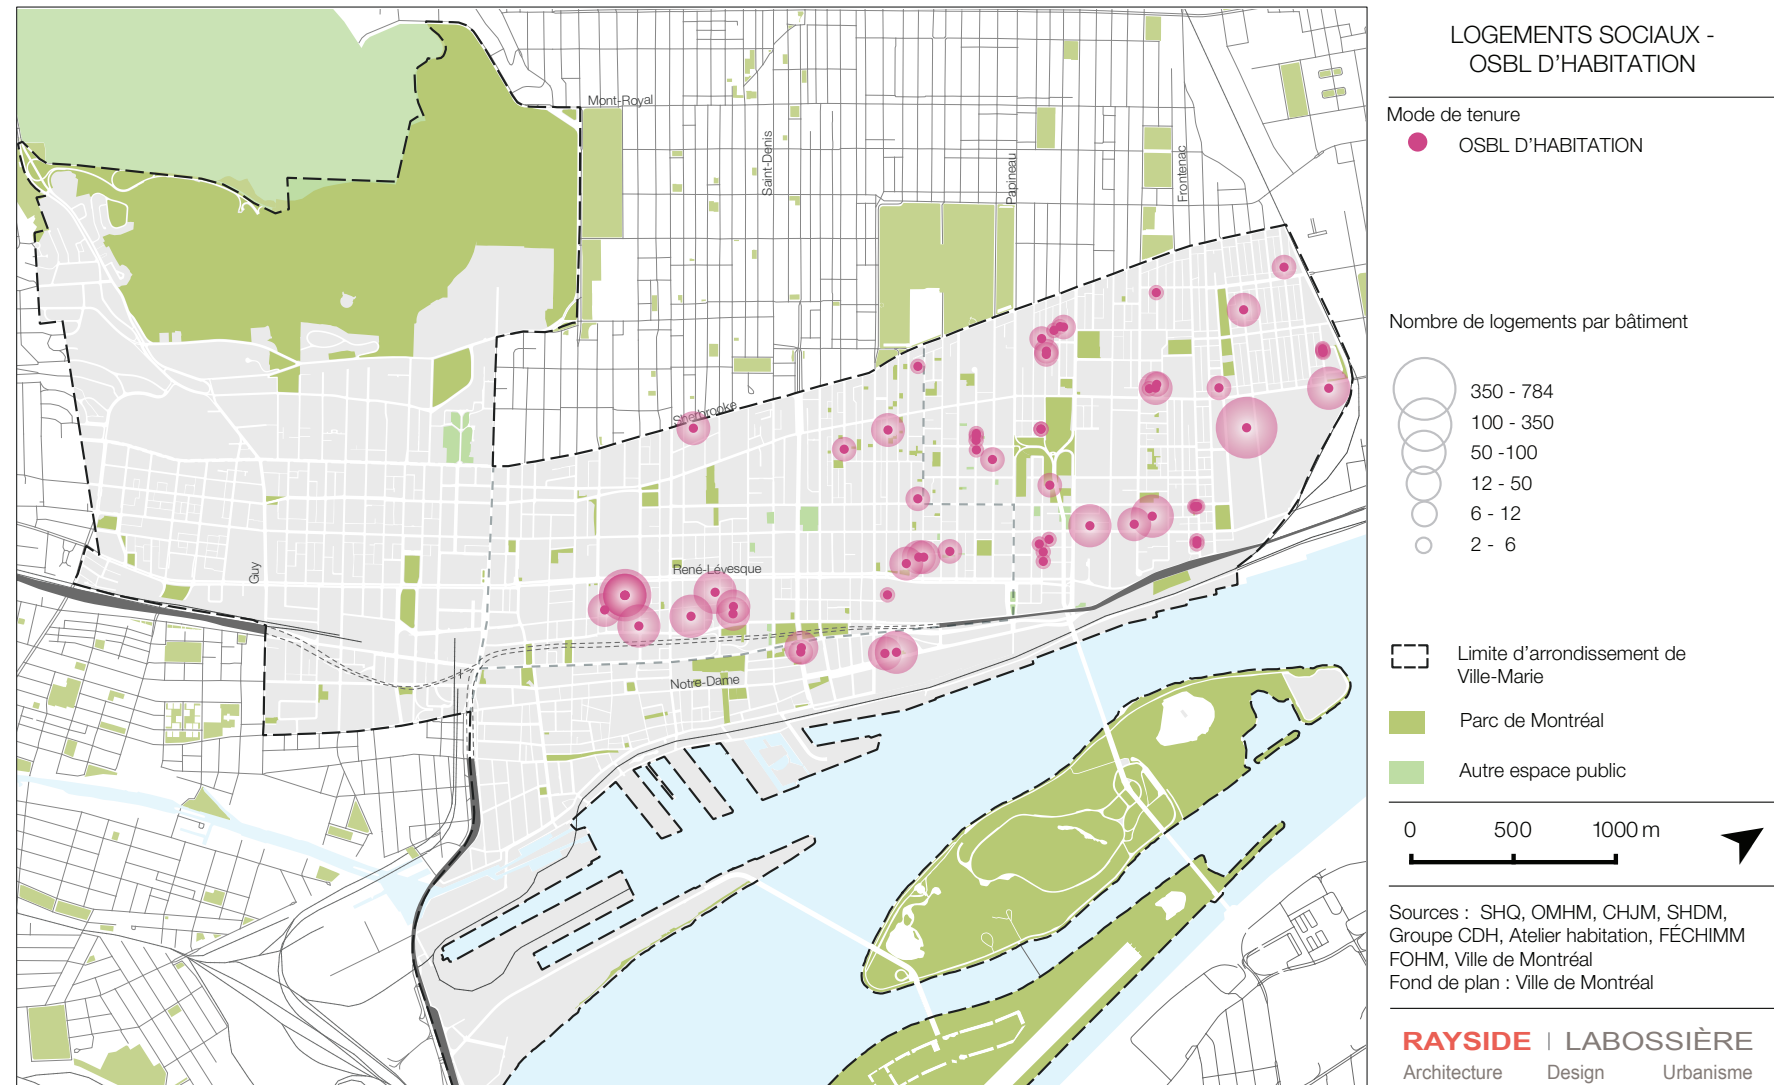 Mont-Royal
Saint-Denis
Papineau
Frontenac
Sherbrooke
Guy
René-Lévesque
Notre-Dame
LOGEMENTS SOCIAUX -
OSBL D'HABITATION
Mode de tenure
OSBL D'HABITATION
Nombre de logements par bâtiment
350 - 784
100 - 350
50 -100
12 - 50
6 - 12
2 - 6
Limite d'arrondissement de
Ville-Marie
Parc de Montréal
Autre espace public
0 500 1000 m
Sources : SHQ, OMHM, CHJM, SHDM,
Groupe CDH, Atelier habitation, FÉCHIMM
FOHM, Ville de Montréal
Fond de plan : Ville de Montréal
RAYSIDE | LABOSSIÈRE
Architecture Design Urbanisme